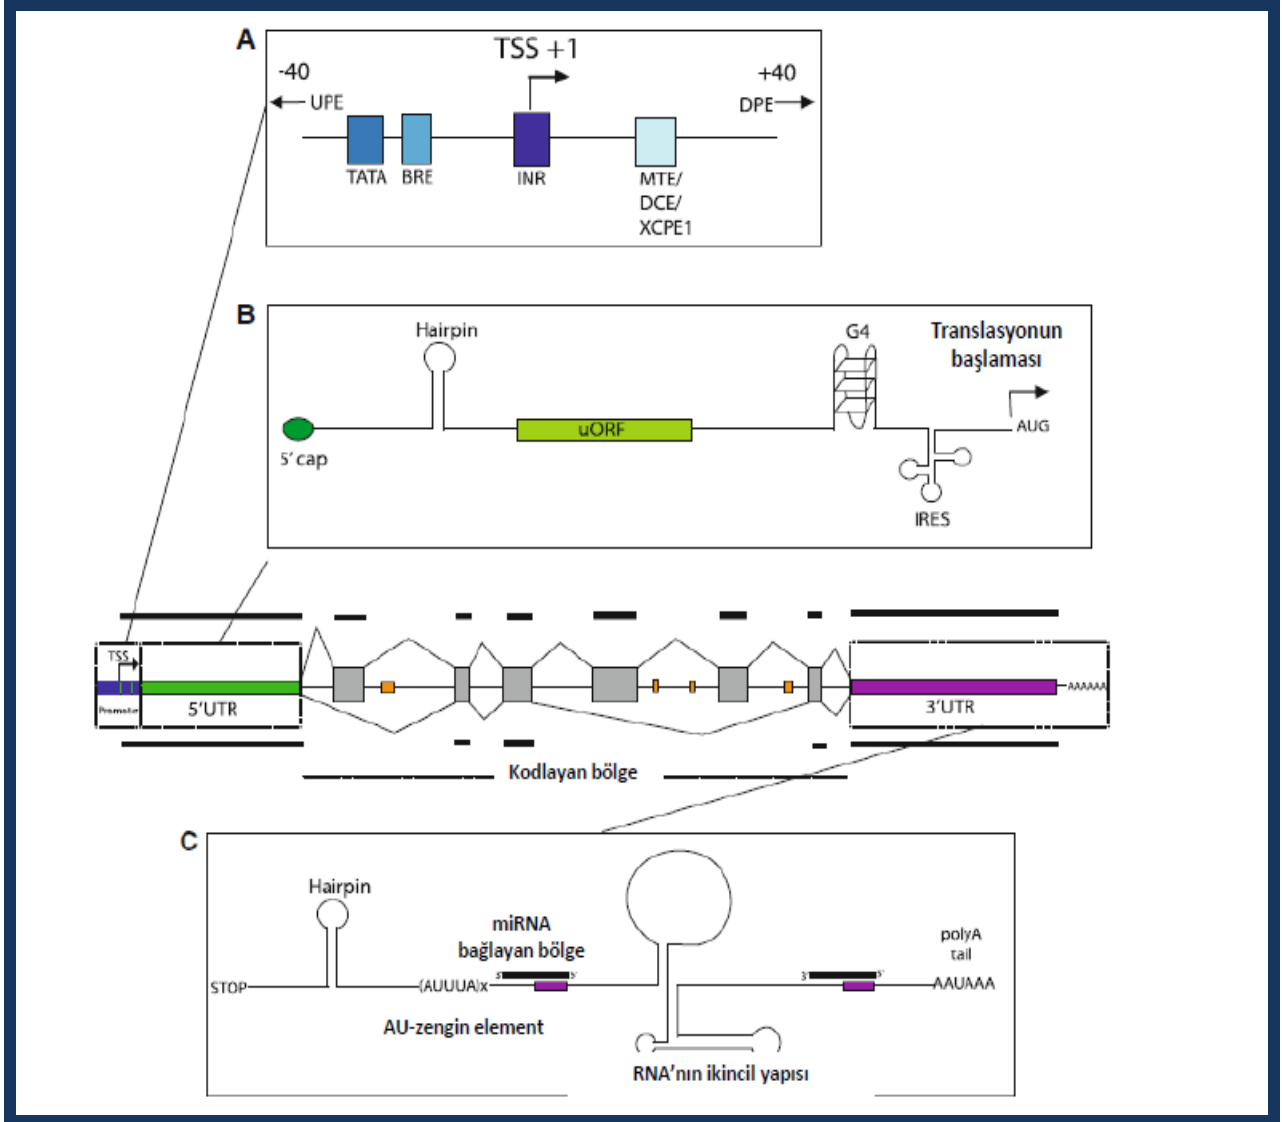 A
TSS +1
-40
+40
UPE
DPE
TATA
BRE
INR
MTE/
DCE/
XCPE1
B
Hairpin
G4
Translasyonun
başlaması
uORF
AUG
5' cap
IRES
TSS
Promoter
5'UTR
3'UTR
AAAAAA
Kodlayan bölge
C
Hairpin
miRNA
bağlayan bölge
polyA
tail
3' 5'
STOP
(AUUUA)x
AAUAAA
AU-zengin element
RNA'nın ikincil yapısı